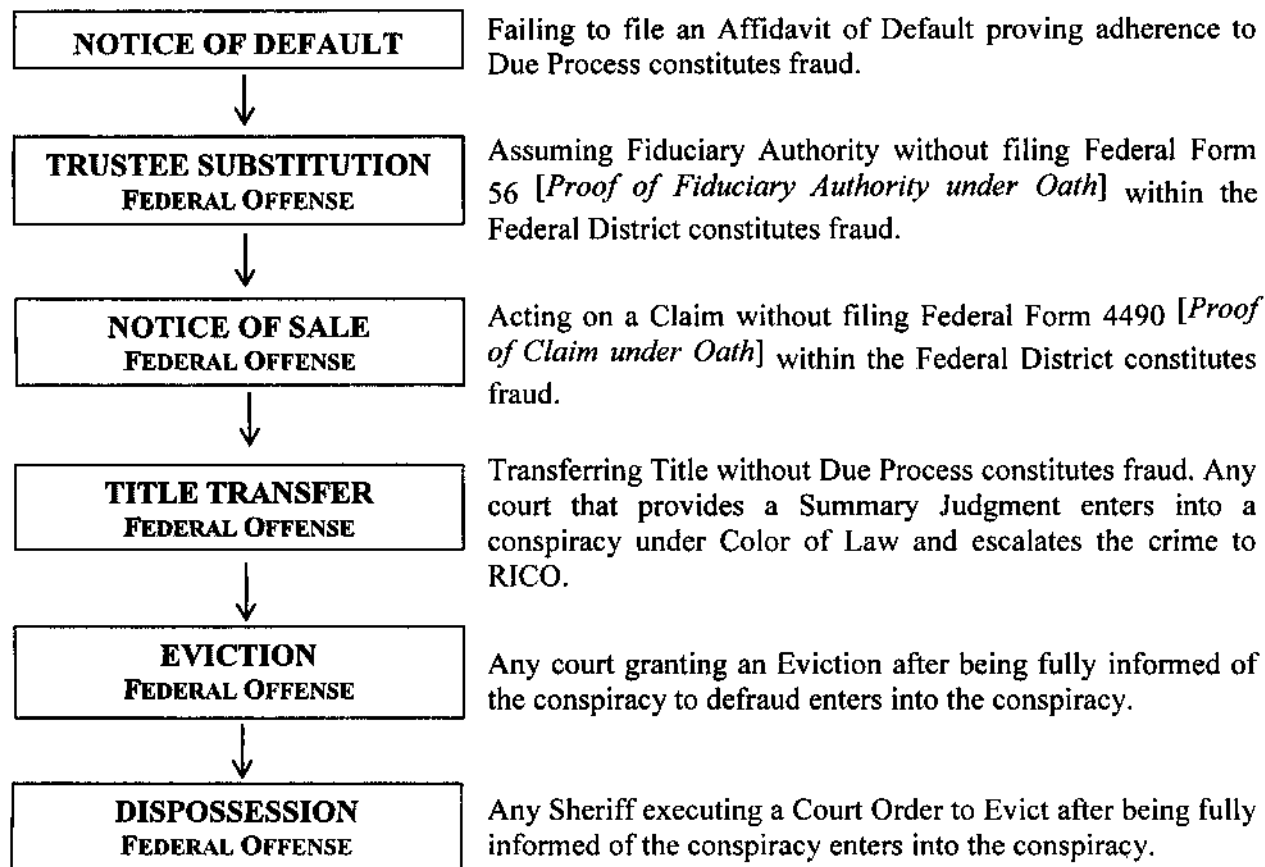 NOTICE OF DEFAULT
Failing to file an Affidavit of Default proving adherence to
Due Process constitutes fraud.
TRUSTEE SUBSTITUTION
FEDERAL OFFENSE
Assuming Fiduciary Authority without filing Federal Form
56 [Proof of Fiduciary Authority under Oath] within the
Federal District constitutes fraud.
NOTICE OF SALE
FEDERAL OFFENSE
Acting on a Claim without filing Federal Form 4490 [Proof
of Claim under Oath] within the Federal District constitutes
fraud.
TITLE TRANSFER
FEDERAL OFFENSE
Transferring Title without Due Process constitutes fraud. Any
court that provides a Summary Judgment enters into a
conspiracy under Color of Law and escalates the crime to
RICO.
EVICTION
FEDERAL OFFENSE
Any court granting an Eviction after being fully informed of
the conspiracy to defraud enters into the conspiracy.
DISPOSSESSION
FEDERAL OFFENSE
Any Sheriff executing a Court Order to Evict after being fully
informed of the conspiracy enters into the conspiracy.